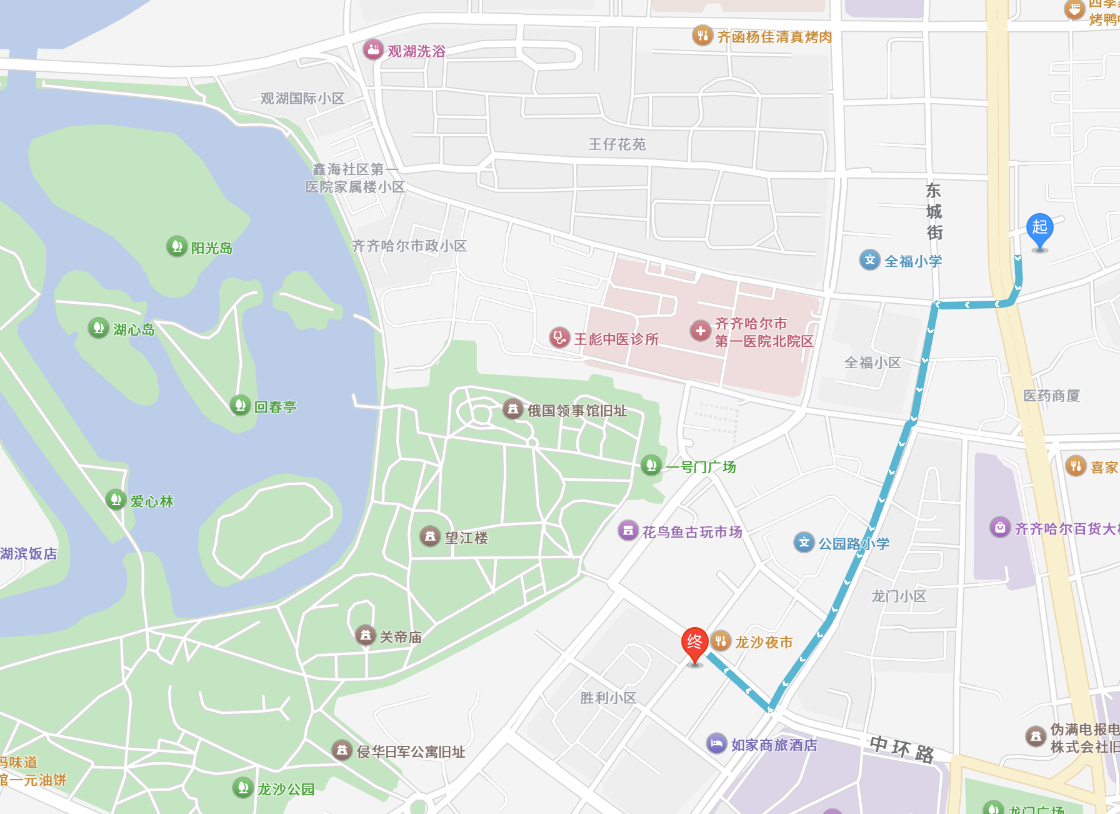 四季
烤鸭
齐函杨佳清真烤肉
观湖洗浴
观湖国际小区
王仔花苑
鑫海社区第一
医院家属楼小区
东城街
起
齐齐哈尔市政小区
阳光岛
全福小学
湖心岛
齐齐哈尔市
第一医院北院区
王彪中医诊所
全福小区
医药商厦
回春亭
俄国领事馆旧址
一号门广场
喜家
爱心林
花鸟鱼古玩市场
齐齐哈尔百货大
望江楼
公园路小学
湖滨饭店
龙门小区
关帝庙
终
龙沙夜市
胜利小区
伪满电报电
株式会社旧
如家商旅酒店
中环路
侵华日军公寓旧址
味道
馆一元油饼
龙沙公园
龙门广场